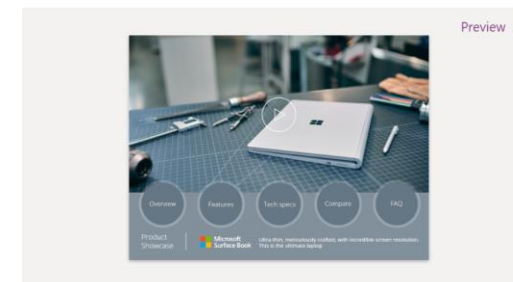 Preview
Overview
Features
Tech specs
Compare
FAQ
Product
Showcase
Microsoft
Surface Book
Ultra thin, meticulously crafted, with incredible screen resolution.
This is the ultimate laptop